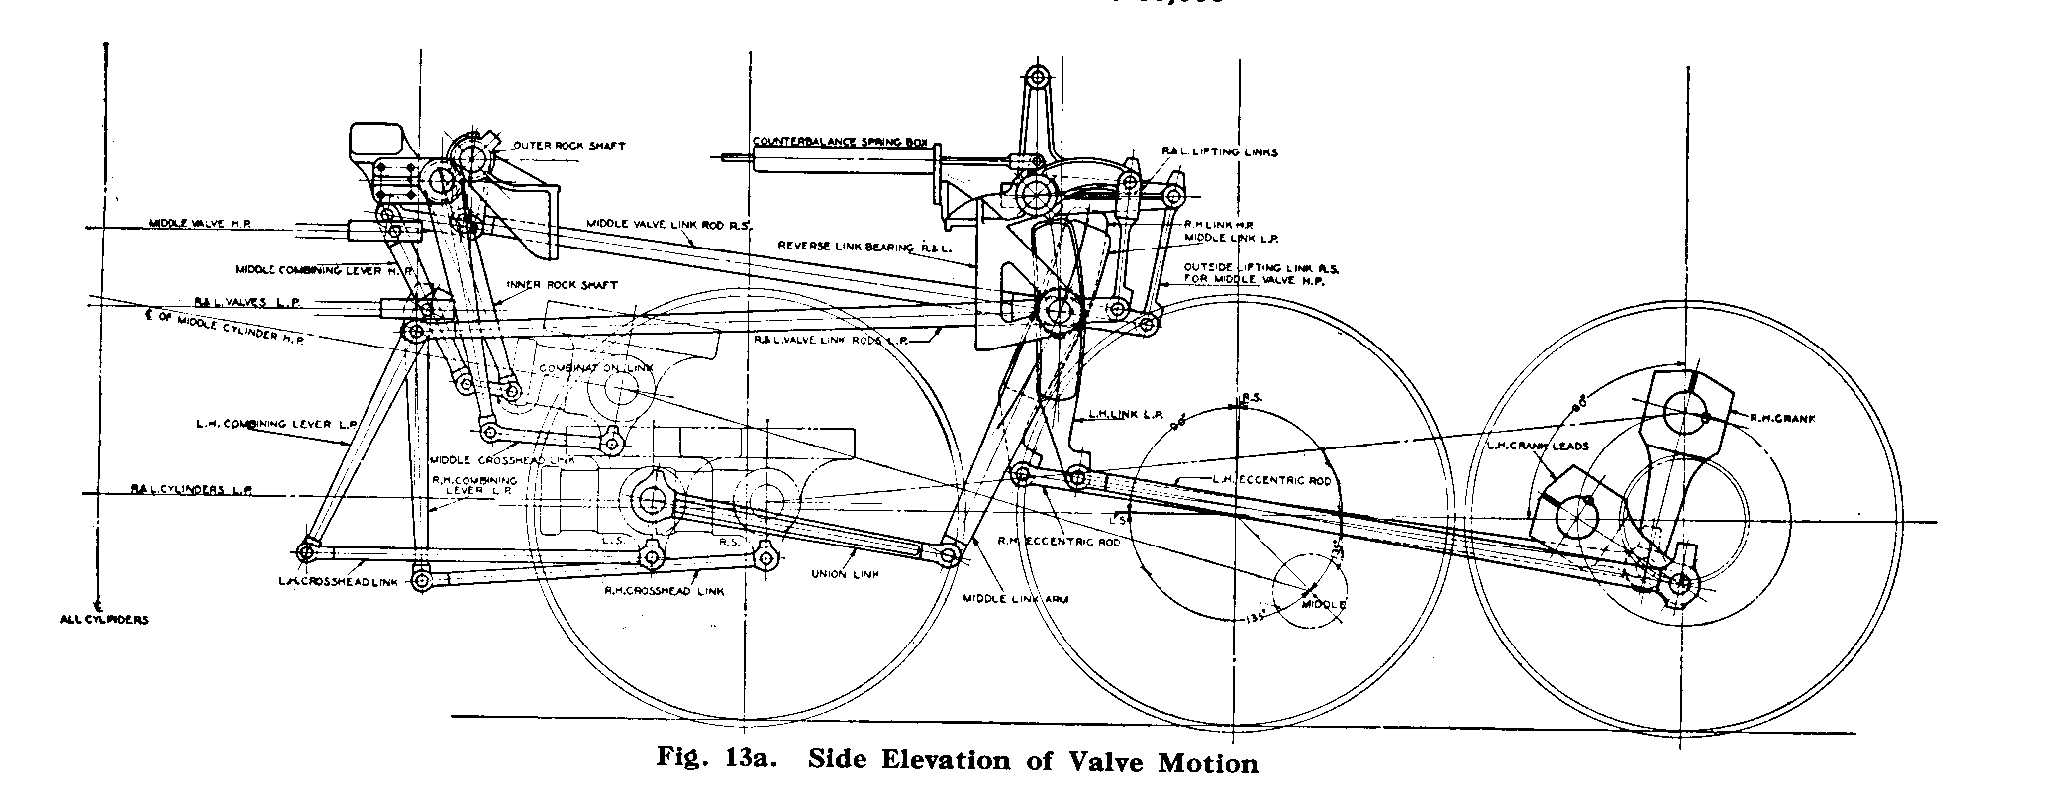 OUTER ROCK SHAFT
COUNTERBALANCE SPRING BOX
R.& L. LIFTING LINKS
MIDDLE VALVE H.P.
MIDDLE VALVE LINK ROD R.S.
REVERSE LINK BEARING R.& L.
R.H. LINK H.P.
MIDDLE LINK L.P.
MIDDLE COMBINING LEVER H.P.
OUTSIDE LIFTING LINK R.S.
FOR MIDDLE VALVE H.P.
INNER ROCK SHAFT
R.& L. VALVES L.P.
℄ OF MIDDLE CYLINDER H.P.
R.& L. VALVE LINK RODS L.P.
COMBINATION LINK
R.S.
90°
90°
L.H. COMBINING LEVER L.P.
L.H. LINK L.P.
R.H. CRANK
L.H. CRANK LEADS
MIDDLE CROSSHEAD LINK
R.H. COMBINING
LEVER L.P.
L.H. ECCENTRIC ROD
R.& L. CYLINDERS L.P.
L.S.
L.S.
R.S.
R.H. ECCENTRIC ROD
135°
L.H. CROSSHEAD LINK
R.H. CROSSHEAD LINK
UNION LINK
MIDDLE LINK ARM
MIDDLE
135°
℄
ALL CYLINDERS
Fig. 13a. Side Elevation of Valve Motion